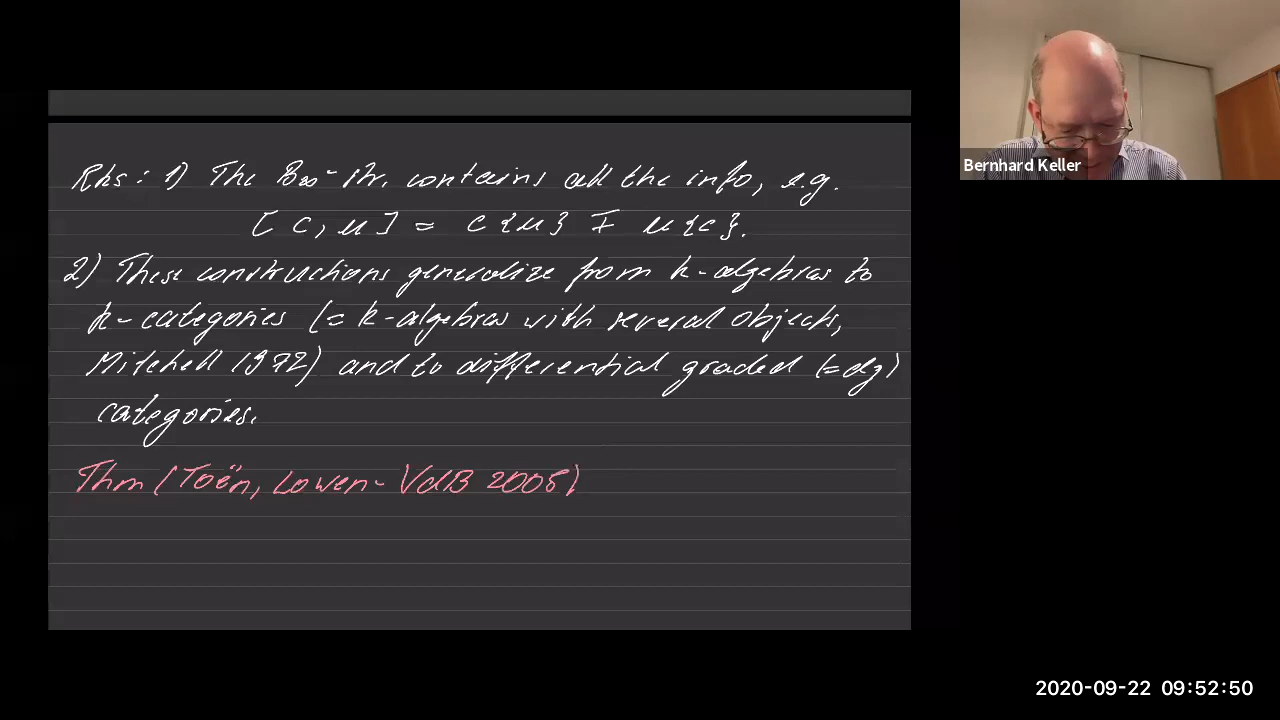 Rks: 1) The B∞-str. contains all the info, e.g.
[c, u] = c{u} ∓ u{c}.
2) These constructions generalize from k-algebras to
k-categories (= k-algebras with several objects,
Mitchell 1972) and to differential graded (=dg)
categories.
Thm (Toën, Lowen-VdB 2005)
Bernhard Keller
2020-09-22 09:52:50